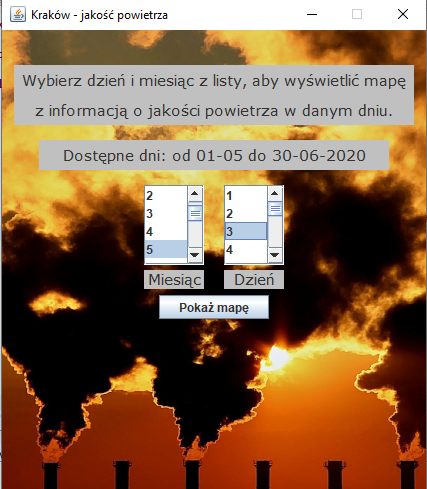 Kraków - jakość powietrza
Wybierz dzień i miesiąc z listy, aby wyświetlić mapę
z informacją o jakości powietrza w danym dniu.
Dostępne dni: od 01-05 do 30-06-2020
2
3
4
5
1
2
3
4
Miesiąc
Dzień
Pokaż mapę